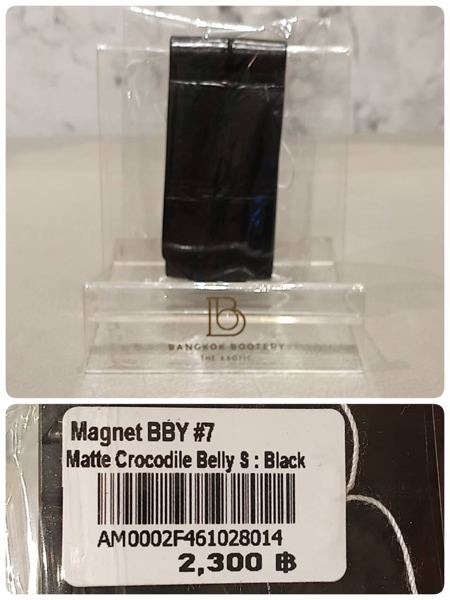 B
BANGKOK BOOTERY
THE EXOTIC
Magnet BBY #7
Matte Crocodile Belly S : Black
AM0002F461028014
2,300 ฿